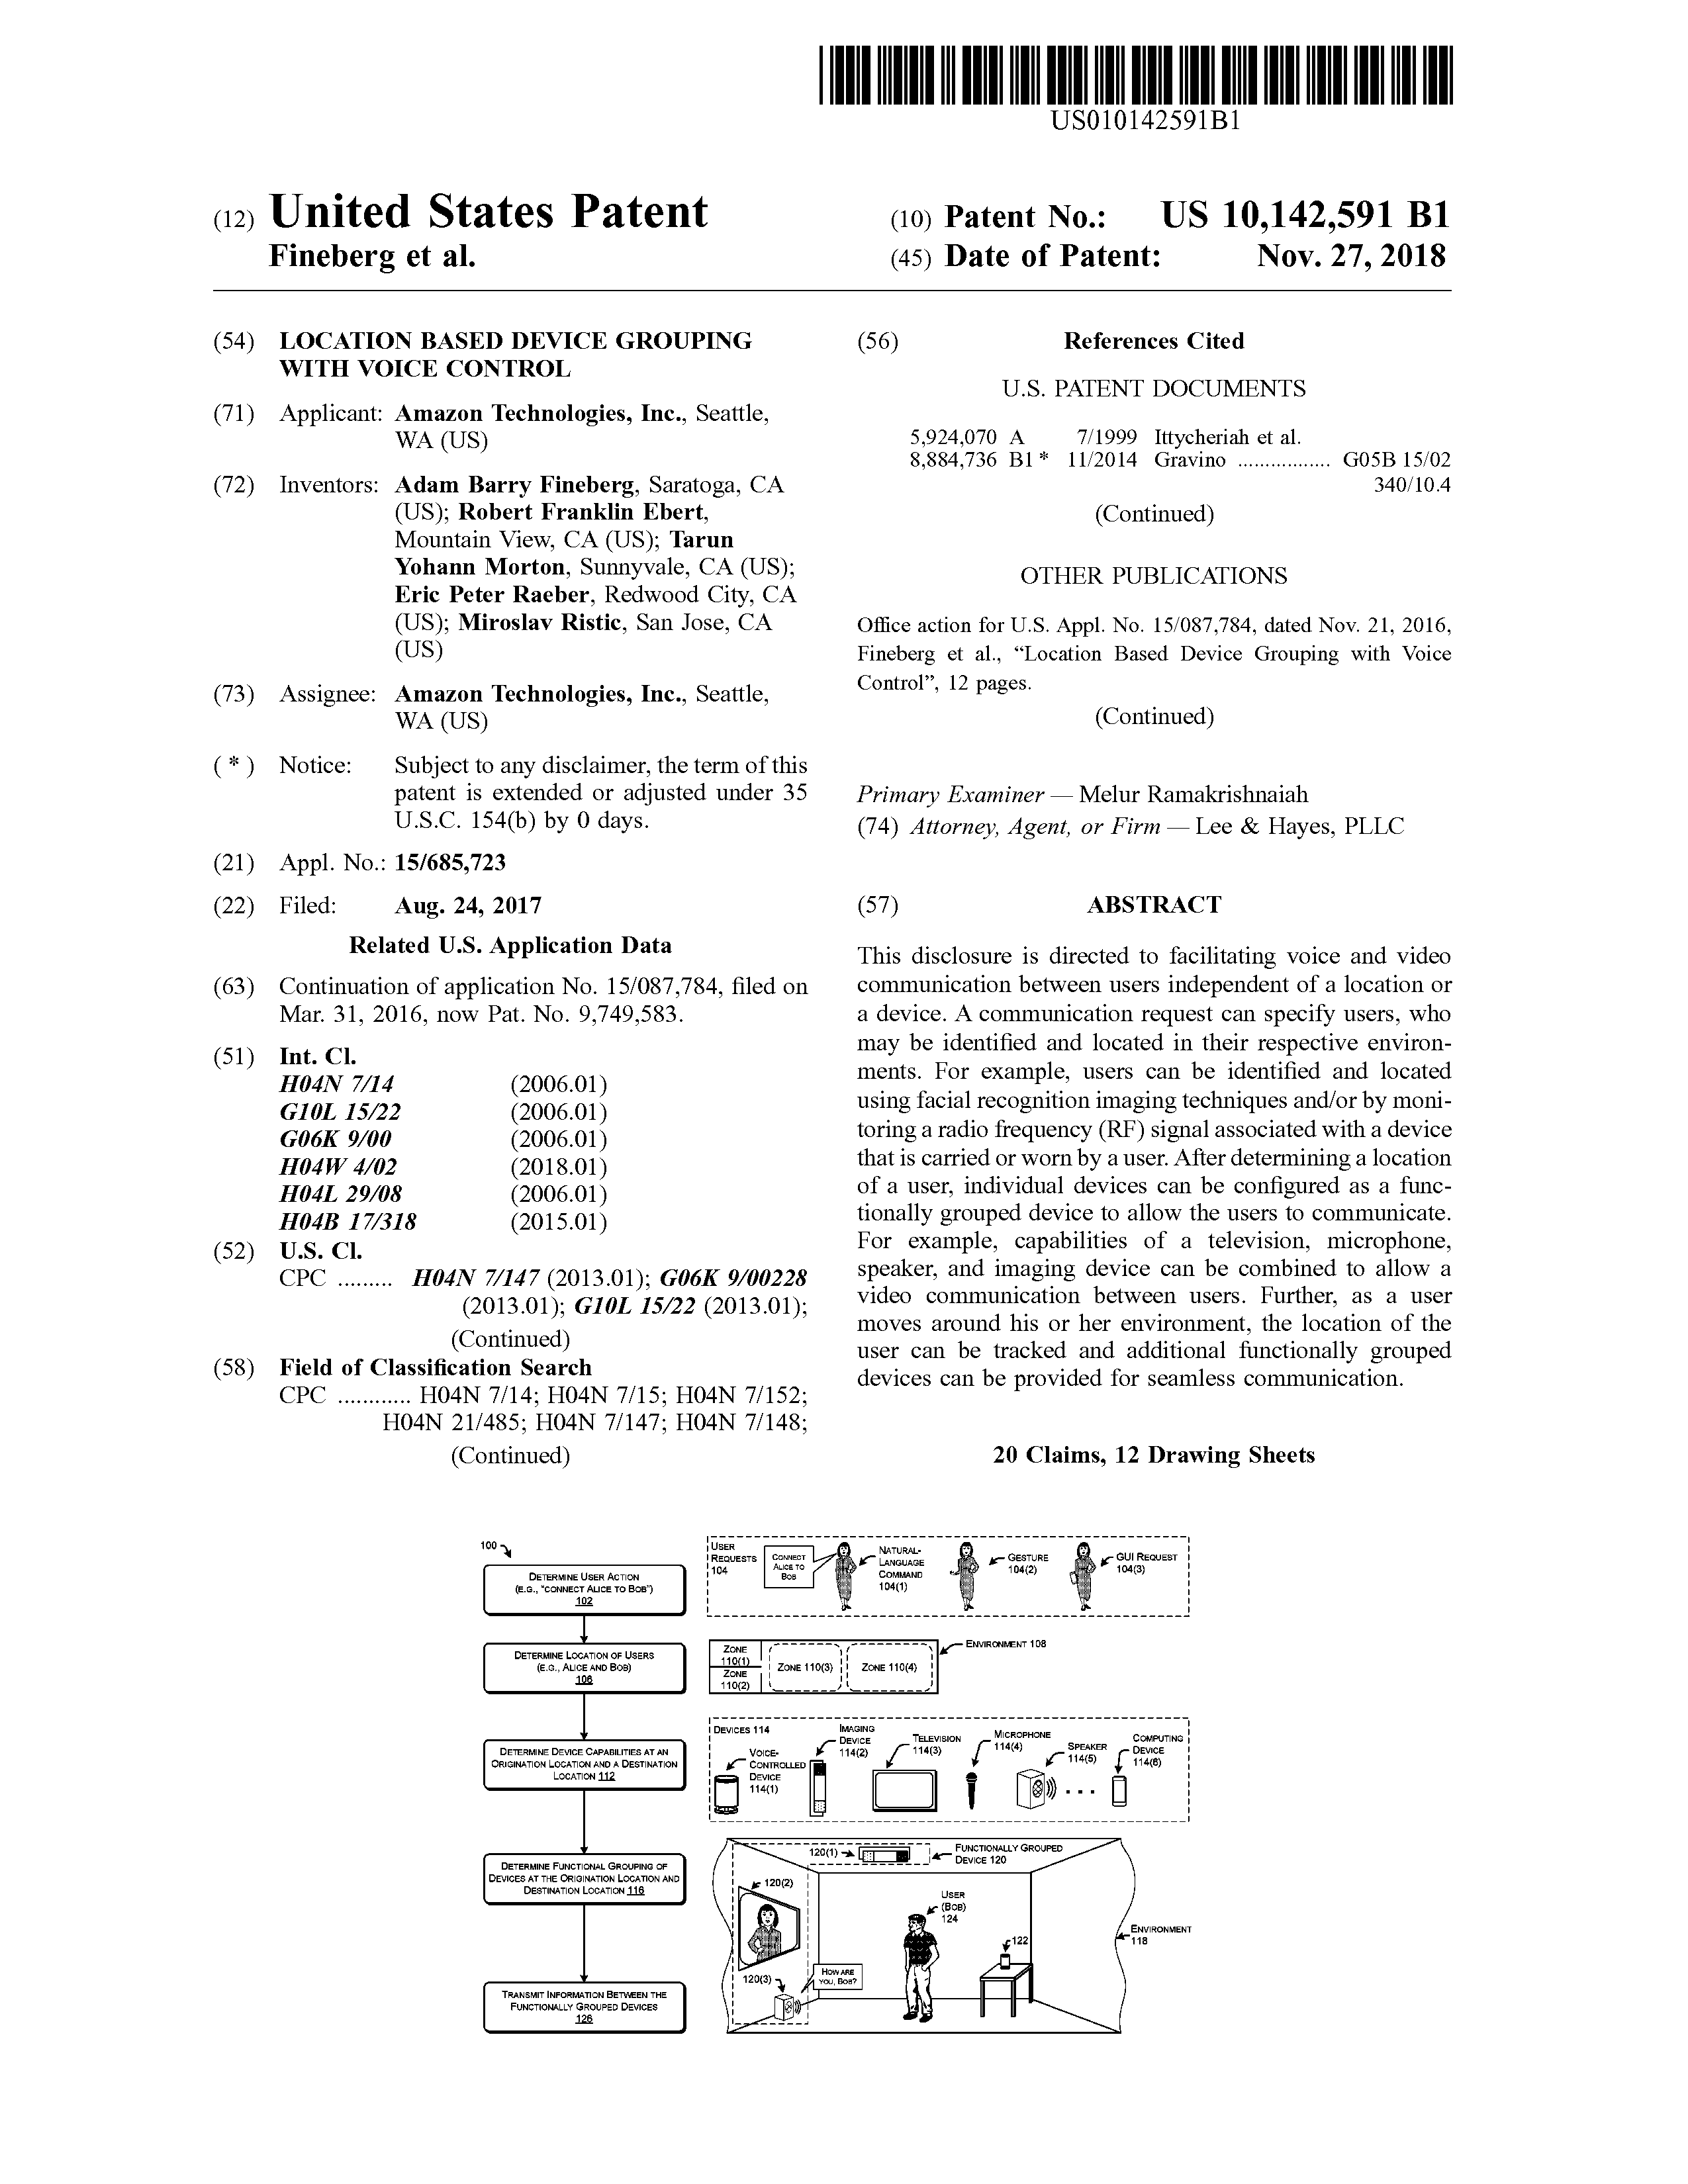 US010142591B1
(12) United States Patent
Fineberg et al.
(10) Patent No.: US 10,142,591 B1
(45) Date of Patent: Nov. 27, 2018
(54) LOCATION BASED DEVICE GROUPING
WITH VOICE CONTROL
(71) Applicant: Amazon Technologies, Inc., Seattle,
WA (US)
(72) Inventors: Adam Barry Fineberg, Saratoga, CA
(US); Robert Franklin Ebert,
Mountain View, CA (US); Tarun
Yohann Morton, Sunnyvale, CA (US);
Eric Peter Raeber, Redwood City, CA
(US); Miroslav Ristic, San Jose, CA
(US)
(73) Assignee: Amazon Technologies, Inc., Seattle,
WA (US)
( * ) Notice: Subject to any disclaimer, the term of this
patent is extended or adjusted under 35
U.S.C. 154(b) by 0 days.
(21) Appl. No.: 15/685,723
(22) Filed: Aug. 24, 2017
Related U.S. Application Data
(63) Continuation of application No. 15/087,784, filed on
Mar. 31, 2016, now Pat. No. 9,749,583.
(51) Int. Cl.
H04N 7/14 (2006.01)
G10L 15/22 (2006.01)
G06K 9/00 (2006.01)
H04W 4/02 (2018.01)
H04L 29/08 (2006.01)
H04B 17/318 (2015.01)
(52) U.S. Cl.
CPC ......... H04N 7/147 (2013.01); G06K 9/00228
(2013.01); G10L 15/22 (2013.01);
(Continued)
(58) Field of Classification Search
CPC ............ H04N 7/14; H04N 7/15; H04N 7/152;
H04N 21/485; H04N 7/147; H04N 7/148;
(Continued)
(56) References Cited
U.S. PATENT DOCUMENTS
5,924,070 A 7/1999 Ittycheriah et al.
8,884,736 B1 * 11/2014 Gravino ................. G05B 15/02
340/10.4
(Continued)
OTHER PUBLICATIONS
Office action for U.S. Appl. No. 15/087,784, dated Nov. 21, 2016,
Fineberg et al., “Location Based Device Grouping with Voice
Control”, 12 pages.
(Continued)
Primary Examiner — Melur Ramakrishnaiah
(74) Attorney, Agent, or Firm — Lee & Hayes, PLLC
(57) ABSTRACT
This disclosure is directed to facilitating voice and video
communication between users independent of a location or
a device. A communication request can specify users, who
may be identified and located in their respective environ-
ments. For example, users can be identified and located
using facial recognition imaging techniques and/or by moni-
toring a radio frequency (RF) signal associated with a device
that is carried or worn by a user. After determining a location
of a user, individual devices can be configured as a func-
tionally grouped device to allow the users to communicate.
For example, capabilities of a television, microphone,
speaker, and imaging device can be combined to allow a
video communication between users. Further, as a user
moves around his or her environment, the location of the
user can be tracked and additional functionally grouped
devices can be provided for seamless communication.
20 Claims, 12 Drawing Sheets
100
DETERMINE USER ACTION
(E.G., "CONNECT ALICE TO BOB")
102
USER
REQUESTS
104
CONNECT
ALICE TO
BOB
NATURAL-
LANGUAGE
COMMAND
104(1)
GESTURE
104(2)
GUI REQUEST
104(3)
DETERMINE LOCATION OF USERS
(E.G., ALICE AND BOB)
106
ZONE
110(1)
ZONE
110(2)
ZONE 110(3)
ZONE 110(4)
ENVIRONMENT 108
DETERMINE DEVICE CAPABILITIES AT AN
ORIGINATION LOCATION AND A DESTINATION
LOCATION 112
DEVICES 114
VOICE-
CONTROLLED
DEVICE
114(1)
IMAGING
DEVICE
114(2)
TELEVISION
114(3)
MICROPHONE
114(4)
SPEAKER
114(5)
COMPUTING
DEVICE
114(6)
DETERMINE FUNCTIONAL GROUPING OF
DEVICES AT THE ORIGINATION LOCATION AND
DESTINATION LOCATION 116
120(1)
FUNCTIONALLY GROUPED
DEVICE 120
120(2)
USER
(BOB)
124
122
ENVIRONMENT
118
120(3)
HOW ARE
YOU, BOB?
TRANSMIT INFORMATION BETWEEN THE
FUNCTIONALLY GROUPED DEVICES
126